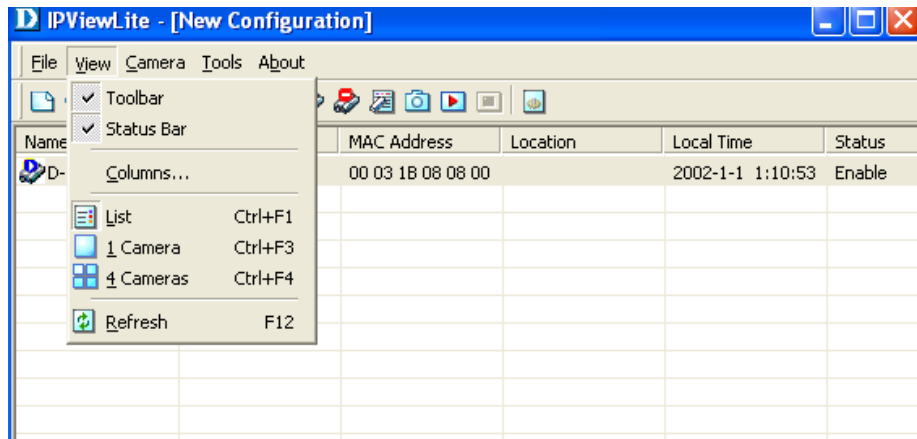 D IPViewLite - [New Configuration]
File View Camera Tools About
Toolbar
Status Bar
Columns...
List Ctrl+F1
1 Camera Ctrl+F3
4 Cameras Ctrl+F4
Refresh F12
Name MAC Address Location Local Time Status
D- 00 03 1B 08 08 00 2002-1-1 1:10:53 Enable